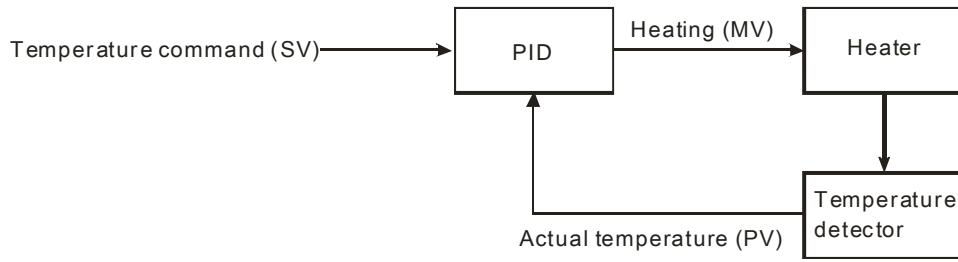 Temperature command (SV)
PID
Heating (MV)
Heater
Temperature
detector
Actual temperature (PV)